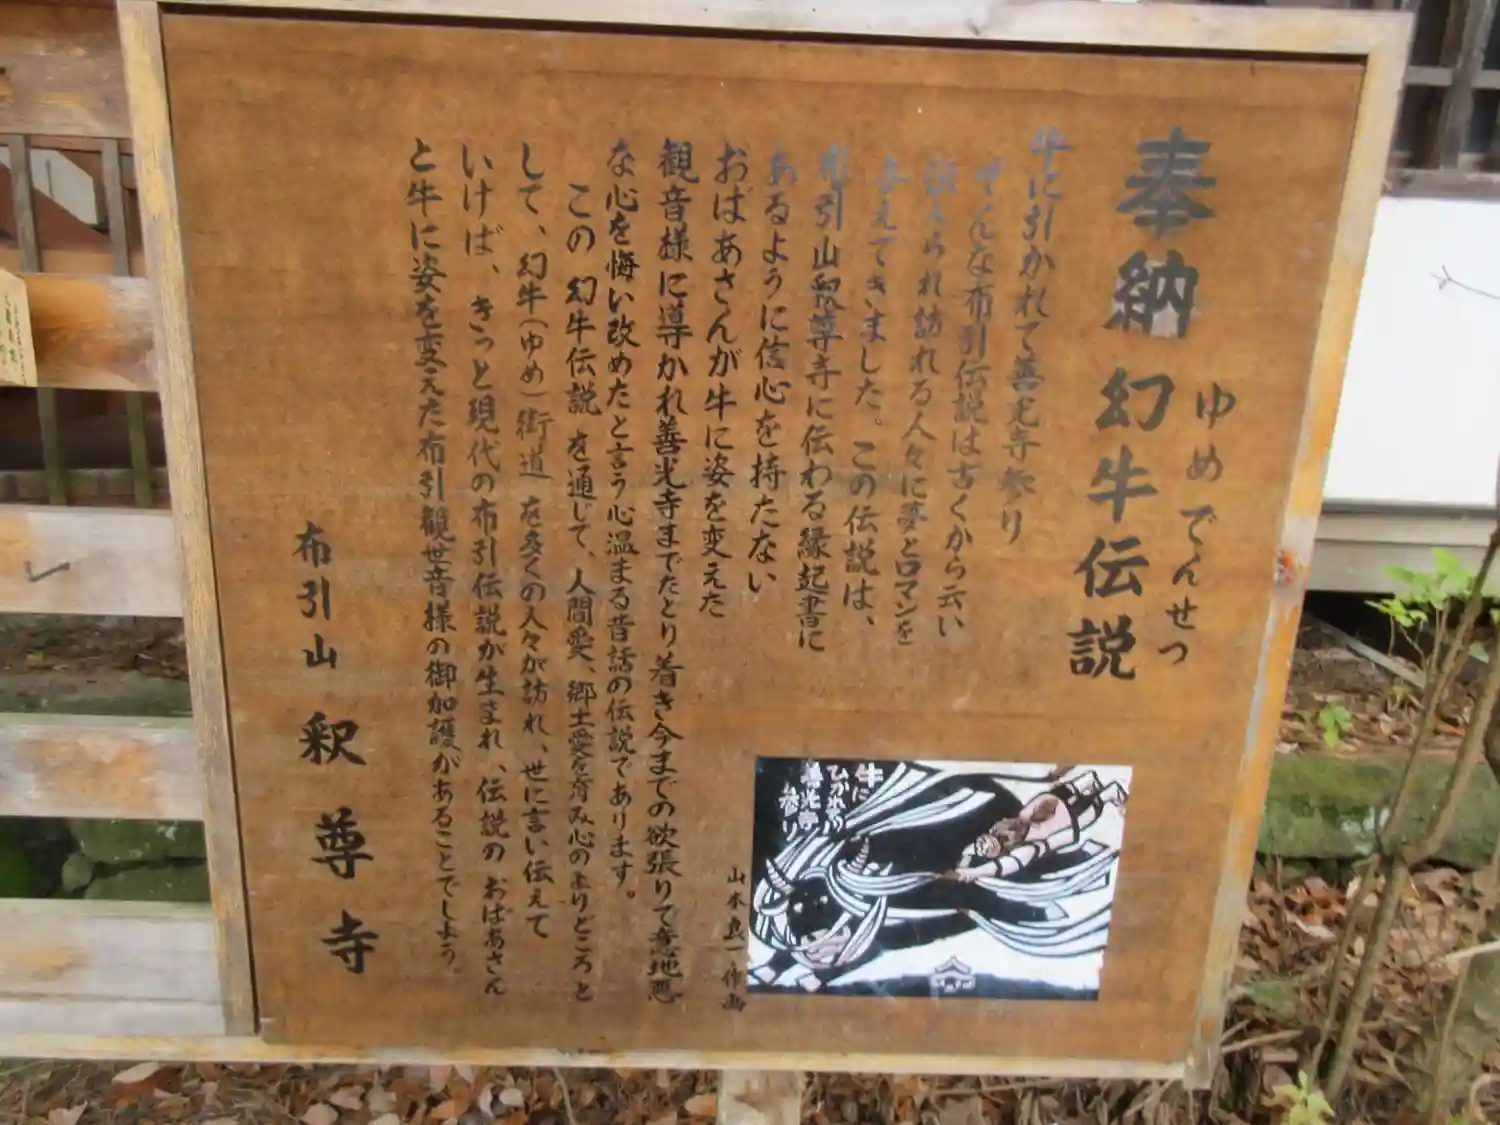 奉納 幻牛伝説
ゆめでんせつ
牛に引かれて善光寺参り
そんな布引伝説は古くから云い
伝えられ訪れる人々に夢とロマンを
与えてきました。この伝説は、
布引山釈尊寺に伝わる縁起書に
あるように信心を持たない
おばあさんが牛に姿を変えた
観音様に導かれ善光寺までたどり着き今までの欲張りで意地悪
な心を悔い改めたと言う心温まる昔話の伝説であります。
この幻牛伝説を通じて、人間愛、郷土愛を育み心のよりどころと
して、幻牛(ゆめ)街道を多くの人々が訪れ、世に言い伝えて
いけば、きっと現代の布引伝説が生まれ、伝説のおばあさん
と牛に姿を変えた布引観世音様の御加護があることでしょう。
布引山 釈尊寺
牛に
ひかれて
善光寺
参り
山本 一作画